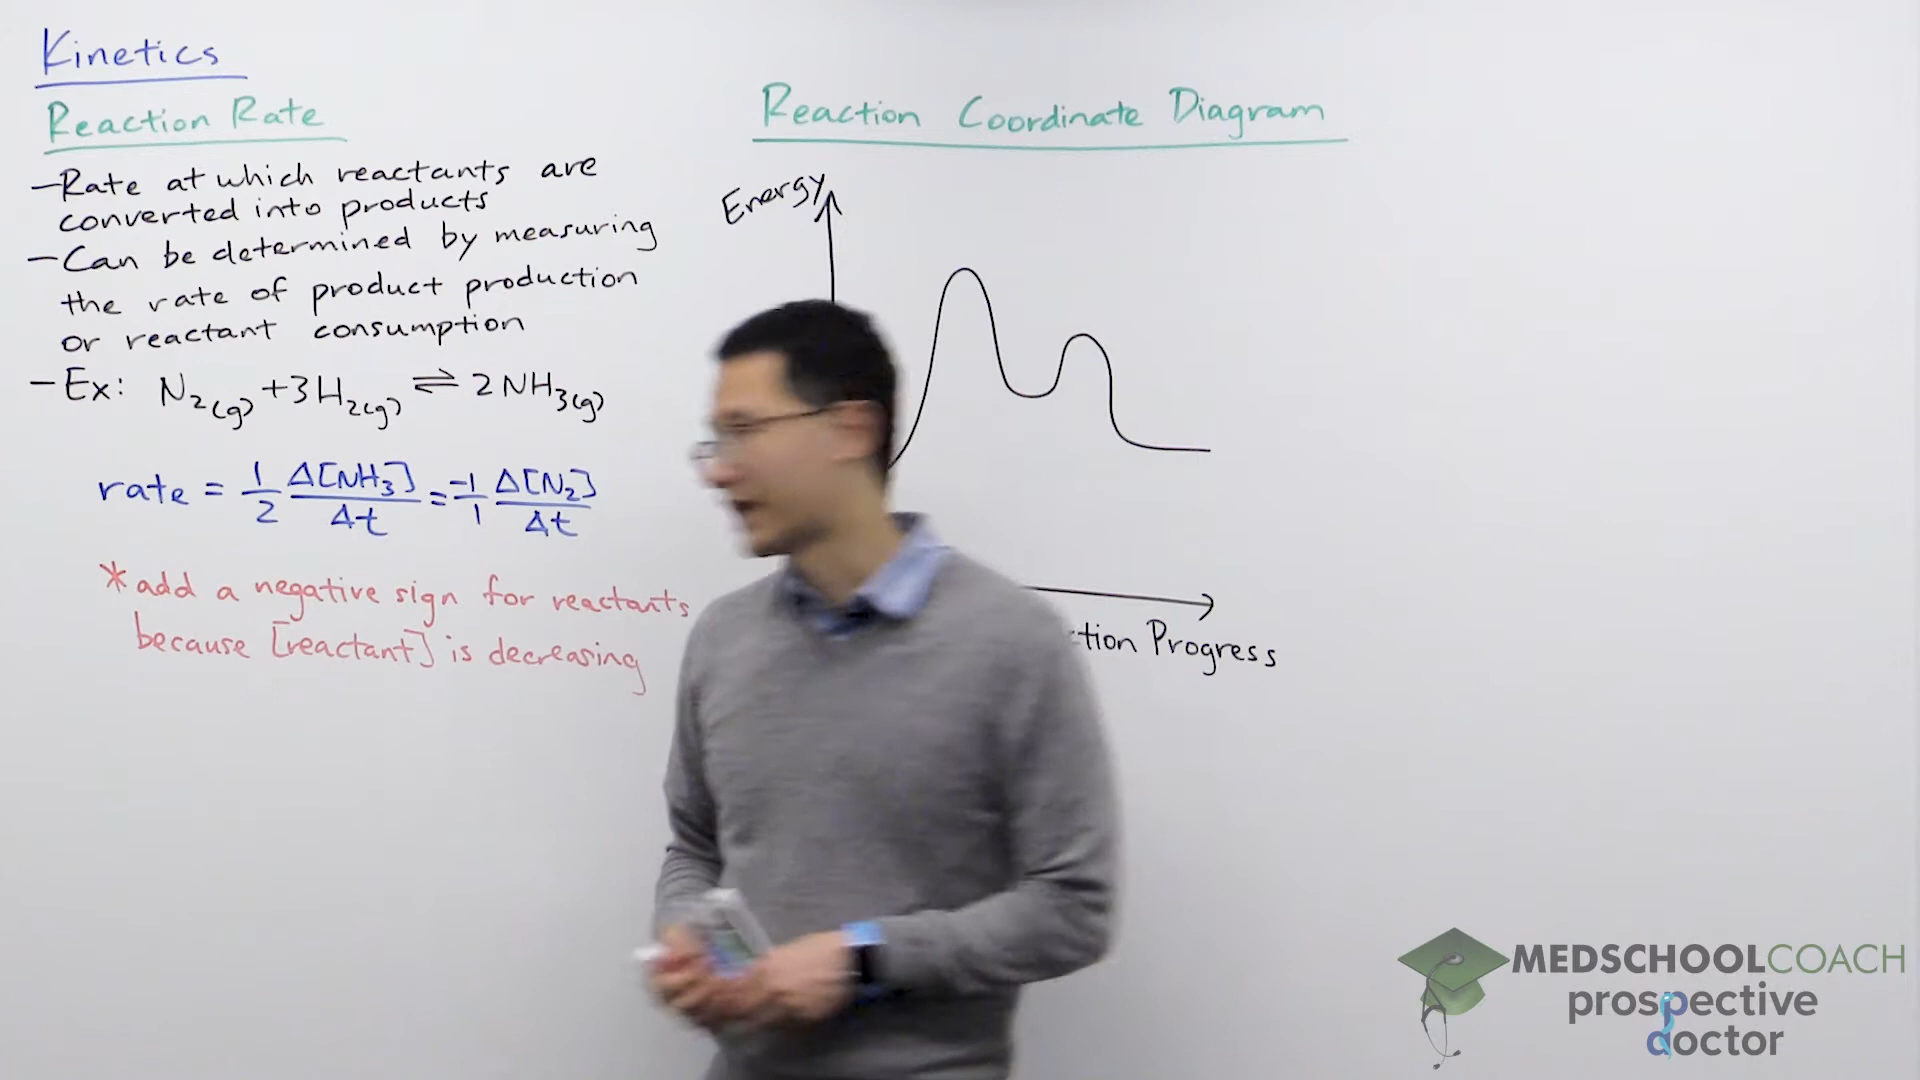 Kinetics
Reaction Rate
-Rate at which reactants are
converted into products
-Can be determined by measuring
the rate of product production
or reactant consumption
-Ex: N2(g) +3H2(g) ⇌ 2NH3(g)
rate = 1/2 Δ[NH3]/Δt = -1/1 Δ[N2]/Δt
*add a negative sign for reactants
because [reactant] is decreasing
Reaction Coordinate Diagram
Energy
Progress
MEDSCHOOLCOACH
prospective
doctor